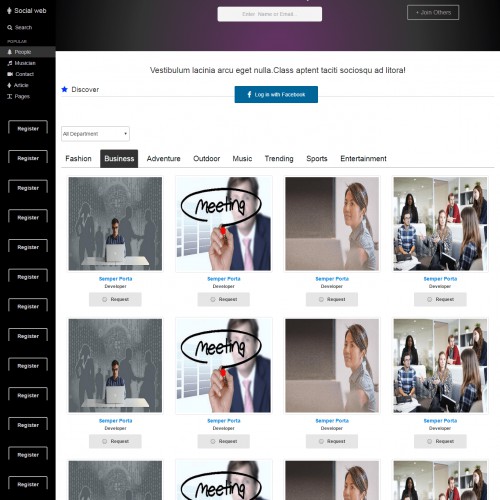 Social web
Search
POPULAR
People
Musician
Contact
Article
Pages
Register
Register
Register
Register
Register
Register
Register
Register
Register
Register
Register
Register
Register
Enter Name or Email
+ Join Others
Vestibulum lacinia arcu eget nulla.Class aptent taciti sociosqu ad litora!
Discover
Log in with Facebook
All Department
Fashion Business Adventure Outdoor Music Trending Sports Entertainment
meeting
Semper Porta Semper Porta Semper Porta Semper Porta
Developer Developer Developer Developer
Request Request Request Request
meeting
Semper Porta Semper Porta Semper Porta Semper Porta
Developer Developer Developer Developer
Request Request Request Request
meeting